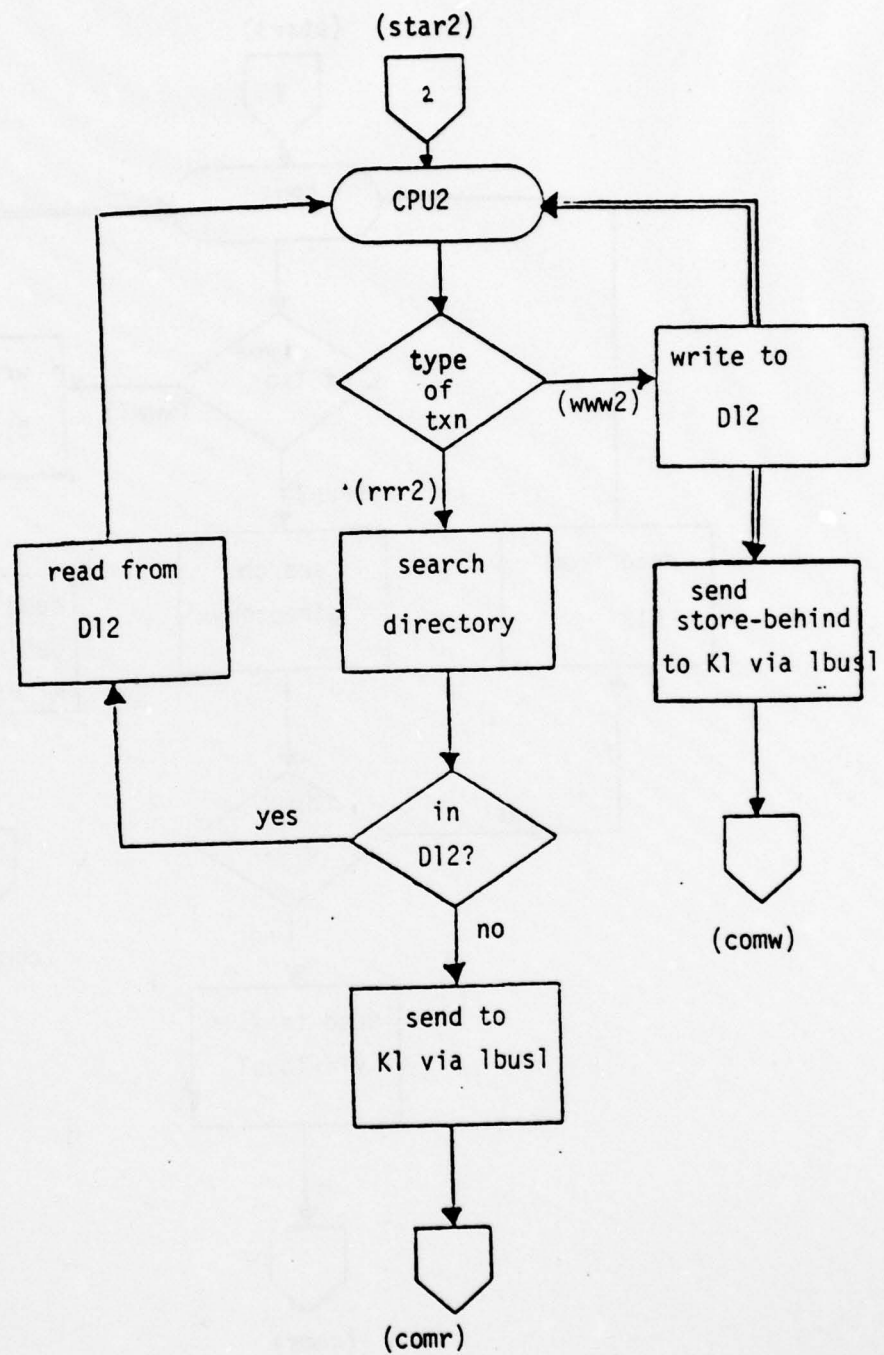 (star2)
2
CPU2
type
of
txn
(www2)
write to
D12
(rrr2)
read from
D12
search
directory
send
store-behind
to K1 via lbus1
in
D12?
yes
no
(comw)
send to
K1 via lbus1
(comr)